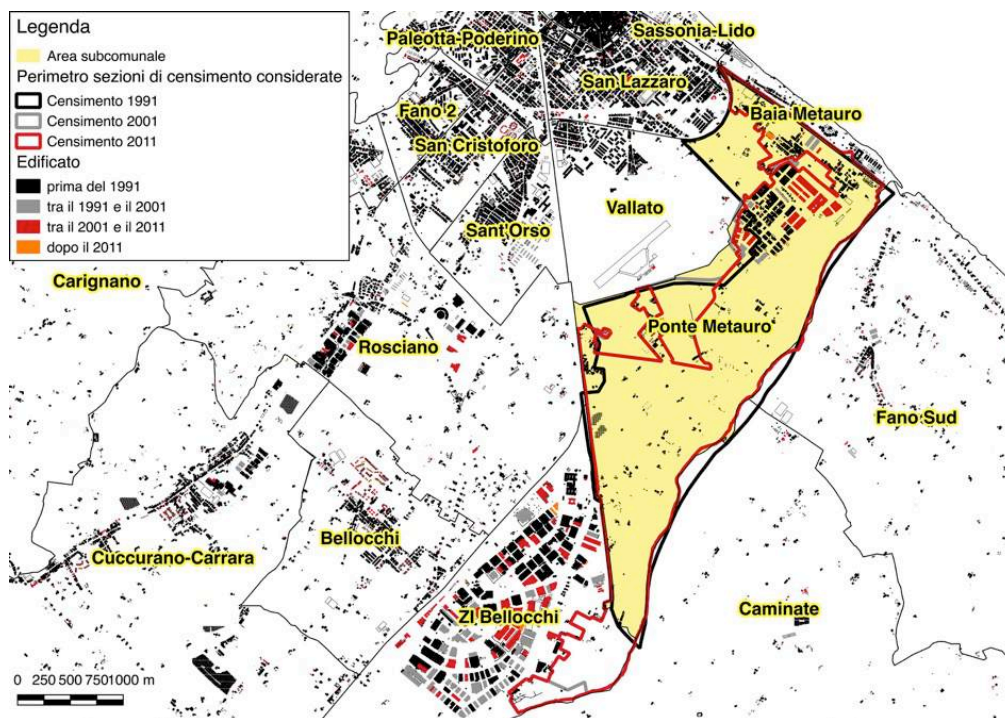 Legenda
Area subcomunale
Perimetro sezioni di censimento considerate
Censimento 1991
Censimento 2001
Censimento 2011
Edificato
prima del 1991
tra il 1991 e il 2001
tra il 2001 e il 2011
dopo il 2011
Sassonia-Lido
Paleotta-Poderino
San Lazzaro
Fano 2
Baia Metauro
San Cristoforo
Vallato
Sant'Orso
Carignano
Ponte Metauro
Rosciano
Fano Sud
Bellocchi
Cuccurano-Carrara
ZI Bellocchi
Caminate
0 250 500 7501000 m